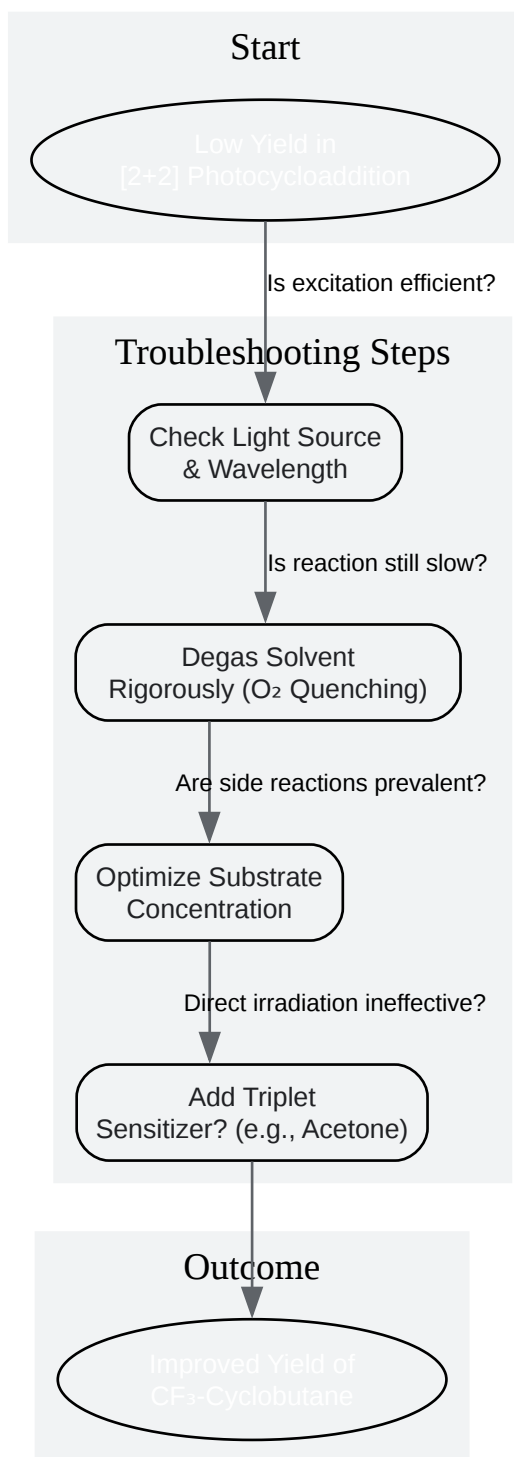 Start
Low Yield in
[2+2] Photocycloaddition
Is excitation efficient?
Troubleshooting Steps
Check Light Source
& Wavelength
Is reaction still slow?
Degas Solvent
Rigorously (O₂ Quenching)
Are side reactions prevalent?
Optimize Substrate
Concentration
Direct irradiation ineffective?
Add Triplet
Sensitizer? (e.g., Acetone)
Outcome
Improved Yield of
CF₃-Cyclobutane